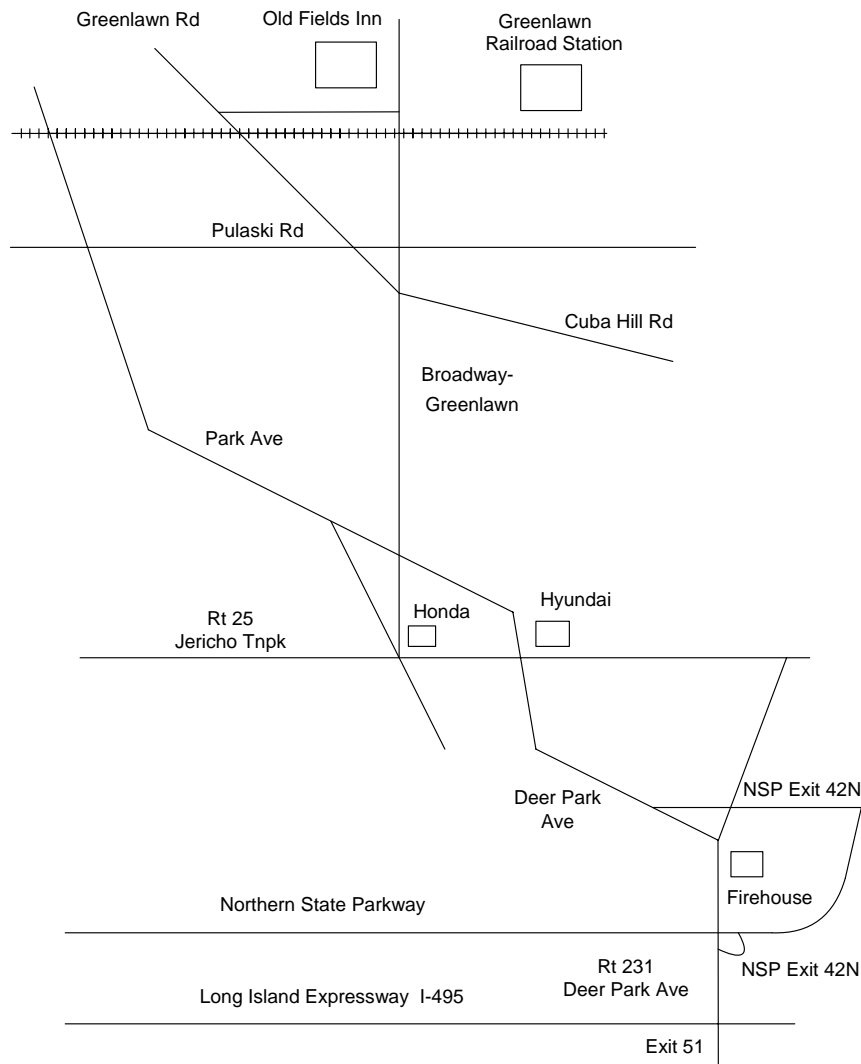 Greenlawn Rd
Old Fields Inn
Greenlawn
Railroad Station
Pulaski Rd
Cuba Hill Rd
Broadway-
Greenlawn
Park Ave
Rt 25
Jericho Tnpk
Honda
Hyundai
Deer Park
Ave
NSP Exit 42N
Firehouse
Northern State Parkway
Rt 231
Deer Park Ave
NSP Exit 42N
Long Island Expressway I-495
Exit 51